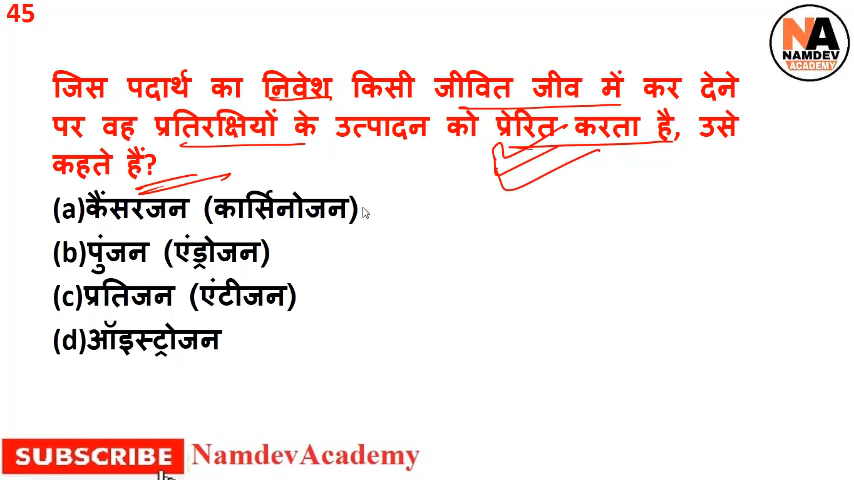 45
NA
NAMDEV
ACADEMY
जिस पदार्थ का निवेश किसी जीवित जीव में कर देने
पर वह प्रतिरक्षियों के उत्पादन को प्रेरित करता है, उसे
कहते हैं?
(a)कैंसरजन (कार्सिनोजन)
(b)पुंजन (एंड्रोजन)
(c)प्रतिजन (एंटीजन)
(d)ऑइस्ट्रोजन
SUBSCRIBE NamdevAcademy